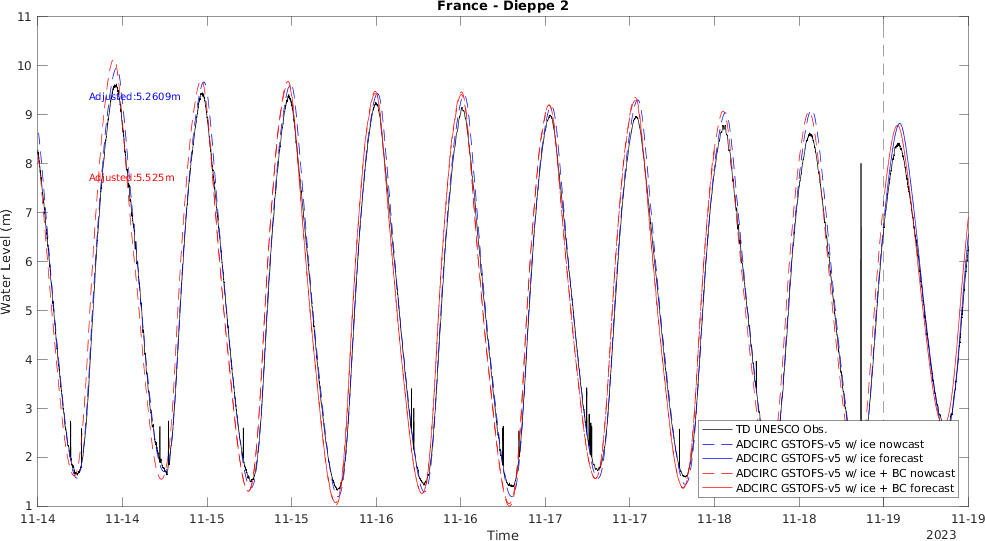 France - Dieppe 2
11
10
9
8
7
6
5
4
3
2
1
Water Level (m)
Adjusted:5.2609m
Adjusted:5.525m
TD UNESCO Obs.
ADCIRC GSTOFS-v5 w/ ice nowcast
ADCIRC GSTOFS-v5 w/ ice forecast
ADCIRC GSTOFS-v5 w/ ice + BC nowcast
ADCIRC GSTOFS-v5 w/ ice + BC forecast
11-14 11-14 11-15 11-15 11-16 11-16 11-17 11-17 11-18 11-18 11-19 11-19
Time
2023